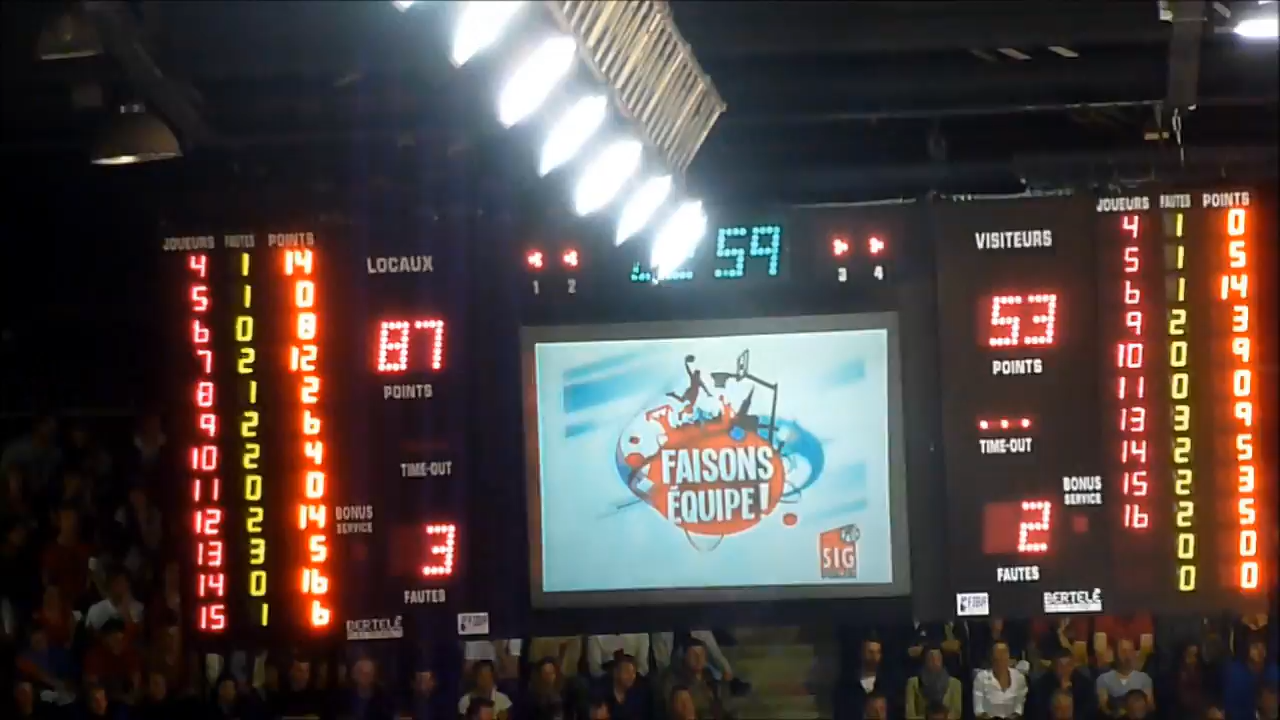 JOUEURS FAUTES POINTS
4 1 14
5 1 0
6 0 8
7 2 12
8 1 2
9 2 6
10 2 4
11 0 0
12 2 14
13 3 5
14 0 16
15 1 6
LOCAUX
87
POINTS
TIME-OUT
BONUS
SERVICE
3
FAUTES
BERTELÉ
59
1 2 3 4
FAISONS
ÉQUIPE !
SIG
VISITEURS
53
POINTS
TIME-OUT
BONUS
SERVICE
2
FAUTES
BERTELÉ
JOUEURS FAUTES POINTS
4 1 0
5 1 5
6 1 14
9 2 3
10 0 9
11 0 0
13 3 9
14 2 5
15 2 3
16 2 5
0 0
0 0